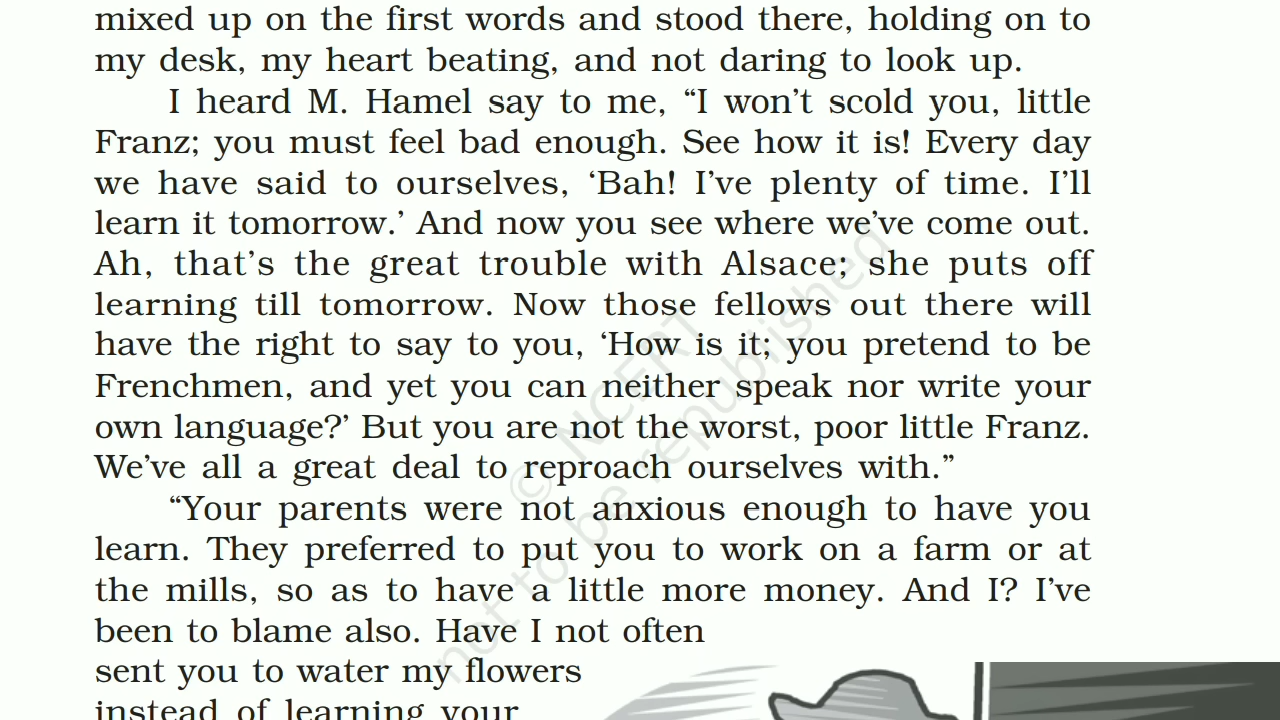 mixed up on the first words and stood there, holding on to
my desk, my heart beating, and not daring to look up.
I heard M. Hamel say to me, “I won’t scold you, little
Franz; you must feel bad enough. See how it is! Every day
we have said to ourselves, ‘Bah! I’ve plenty of time. I’ll
learn it tomorrow.’ And now you see where we’ve come out.
Ah, that’s the great trouble with Alsace; she puts off
learning till tomorrow. Now those fellows out there will
have the right to say to you, ‘How is it; you pretend to be
Frenchmen, and yet you can neither speak nor write your
own language?’ But you are not the worst, poor little Franz.
We’ve all a great deal to reproach ourselves with.”
“Your parents were not anxious enough to have you
learn. They preferred to put you to work on a farm or at
the mills, so as to have a little more money. And I? I’ve
been to blame also. Have I not often
sent you to water my flowers
instead of learning your
© NCERT
not to be republished